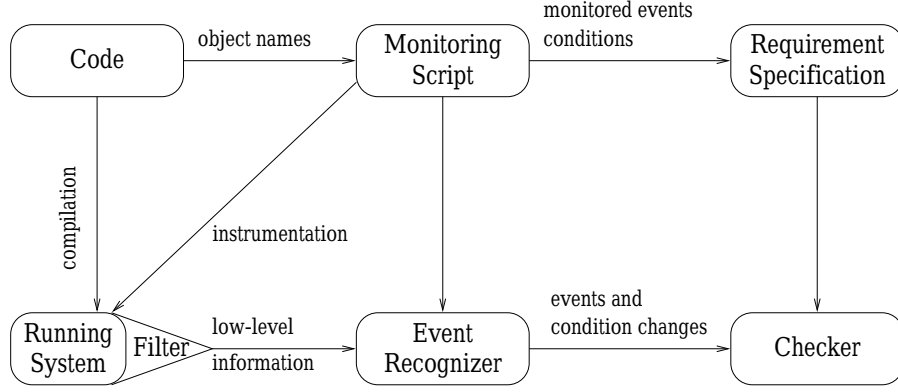 Code
object names
Monitoring
Script
monitored events
conditions
Requirement
Specification
compilation
instrumentation
Running
System
Filter
low-level
information
Event
Recognizer
events and
condition changes
Checker